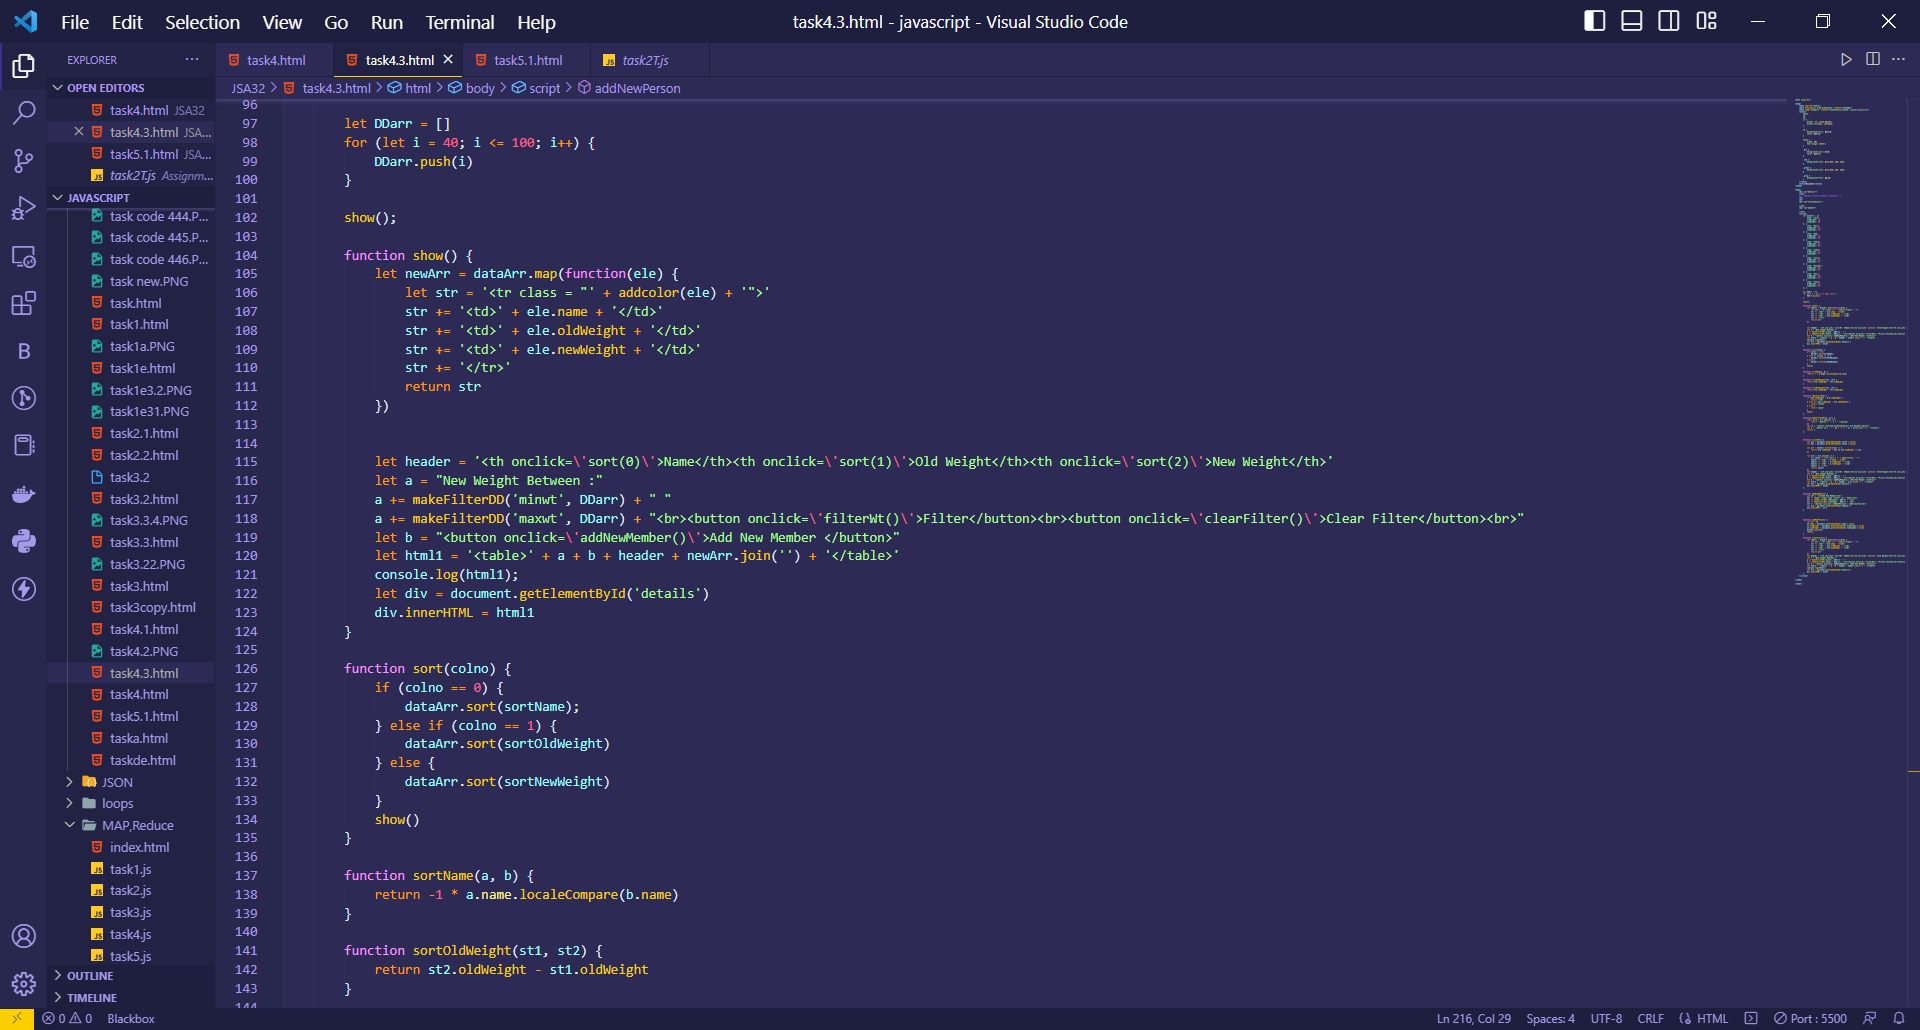 File Edit Selection View Go Run Terminal Help
task4.3.html - javascript - Visual Studio Code
EXPLORER
OPEN EDITORS
task4.html JSA32
task4.3.html JSA...
task5.1.html JSA...
task2T.js Assignm...
JAVASCRIPT
task code 444.P...
task code 445.P...
task code 446.P...
task new.PNG
task.html
task1.html
task1a.PNG
task1e.html
task1e3.2.PNG
task1e31.PNG
task2.1.html
task2.2.html
task3.2
task3.2.html
task3.3.4.PNG
task3.3.html
task3.22.PNG
task3.html
task3copy.html
task4.1.html
task4.2.PNG
task4.3.html
task4.html
task5.1.html
taska.html
taskde.html
JSON
loops
MAP,Reduce
index.html
task1.js
task2.js
task3.js
task4.js
task5.js
OUTLINE
TIMELINE
task4.html task4.3.html task5.1.html task2T.js
JSA32 > task4.3.html > html > body > script > addNewPerson
96
97 let DDarr = []
98 for (let i = 40; i <= 100; i++) {
99 DDarr.push(i)
100 }
101
102 show();
103
104 function show() {
105 let newArr = dataArr.map(function(ele) {
106 let str = '<tr class = "' + addcolor(ele) + '">'
107 str += '<td>' + ele.name + '</td>'
108 str += '<td>' + ele.oldWeight + '</td>'
109 str += '<td>' + ele.newWeight + '</td>'
110 str += '</tr>'
111 return str
112 })
113
114
115 let header = '<th onclick=\'sort(0)\'>Name</th><th onclick=\'sort(1)\'>Old Weight</th><th onclick=\'sort(2)\'>New Weight</th>'
116 let a = "New Weight Between :"
117 a += makeFilterDD('minwt', DDarr) + " "
118 a += makeFilterDD('maxwt', DDarr) + "<br><button onclick=\'filterWt()\'>Filter</button><br><button onclick=\'clearFilter()\'>Clear Filter</button><br>"
119 let b = "<button onclick=\'addNewMember()\'>Add New Member </button>"
120 let html1 = '<table>' + a + b + header + newArr.join('') + '</table>'
121 console.log(html1);
122 let div = document.getElementById('details')
123 div.innerHTML = html1
124 }
125
126 function sort(colno) {
127 if (colno == 0) {
128 dataArr.sort(sortName);
129 } else if (colno == 1) {
130 dataArr.sort(sortOldWeight)
131 } else {
132 dataArr.sort(sortNewWeight)
133 }
134 show()
135 }
136
137 function sortName(a, b) {
138 return -1 * a.name.localeCompare(b.name)
139 }
140
141 function sortOldWeight(st1, st2) {
142 return st2.oldWeight - st1.oldWeight
143 }
144
0 0 Blackbox
Ln 216, Col 29 Spaces: 4 UTF-8 CRLF HTML Port : 5500